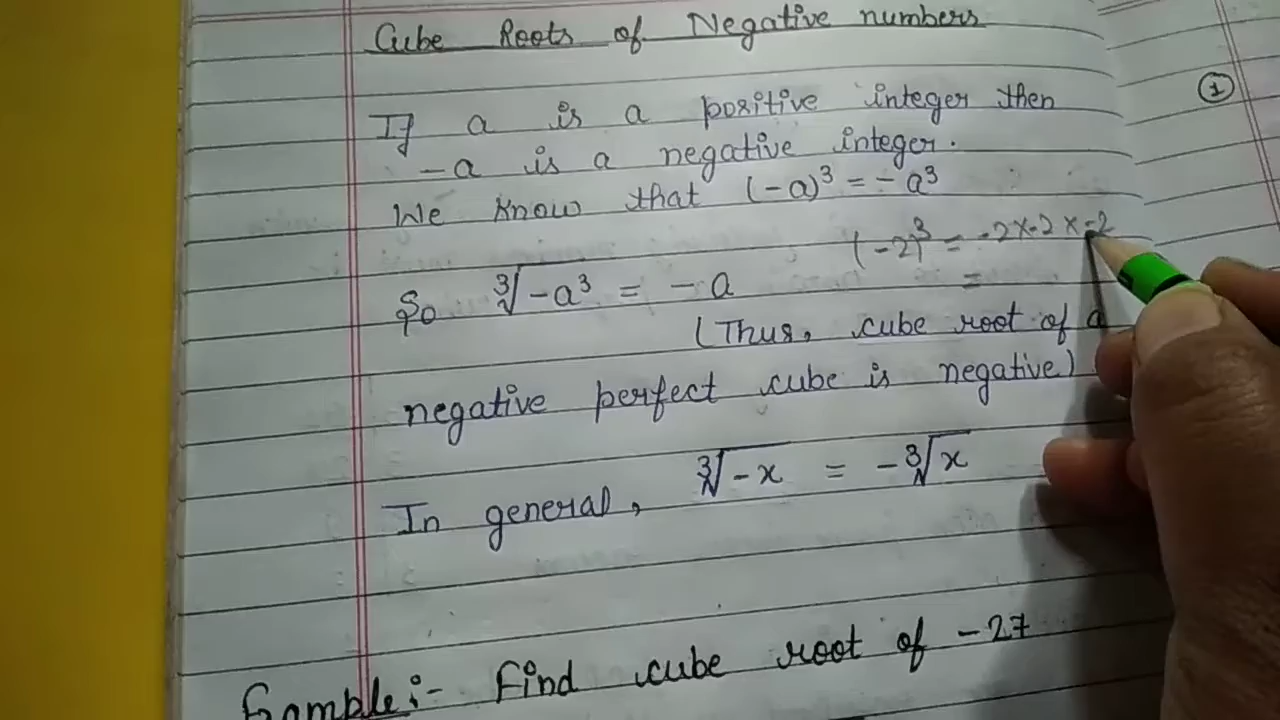 Cube Roots of Negative numbers
①
If a is a positive integer then
-a is a negative integer.
We know that (-a)³ = -a³
(-2)³ = -2×-2×-2
=
So ∛-a³ = -a
(Thus, cube root of a
negative perfect cube is negative)
In general, ∛-x = -∛x
Example:- Find cube root of -27